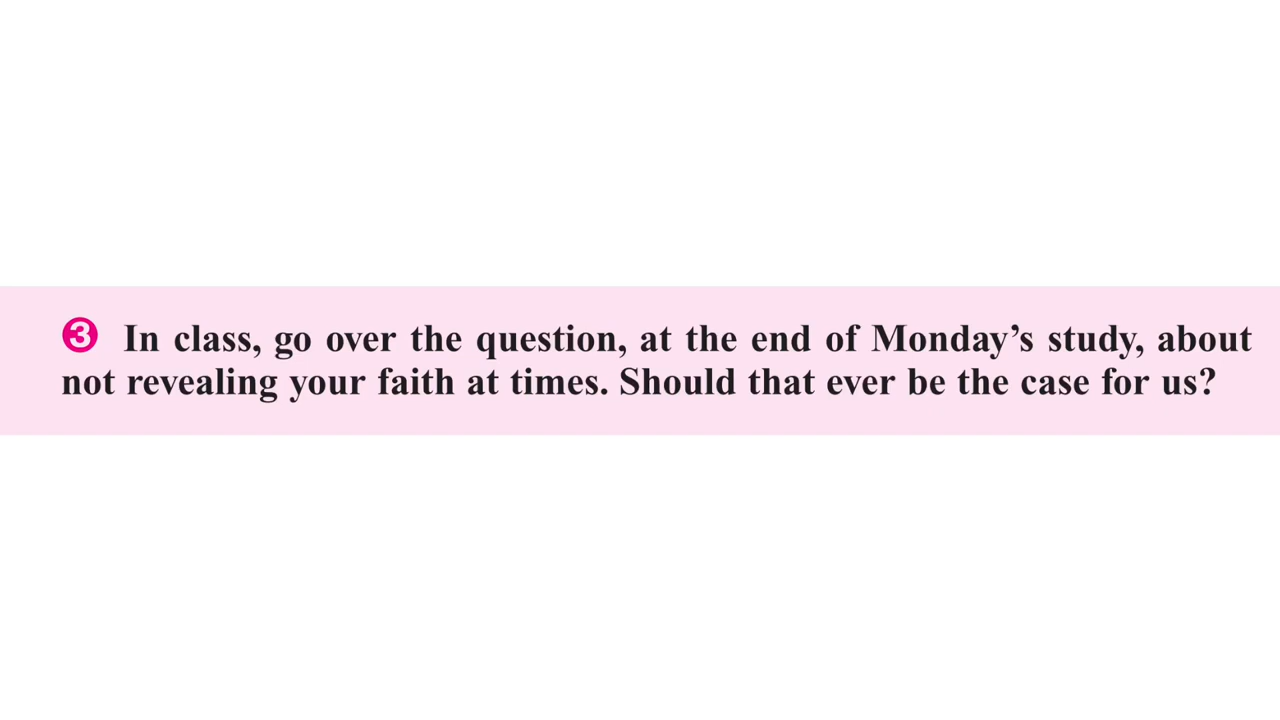 ❸ In class, go over the question, at the end of Monday’s study, about
not revealing your faith at times. Should that ever be the case for us?